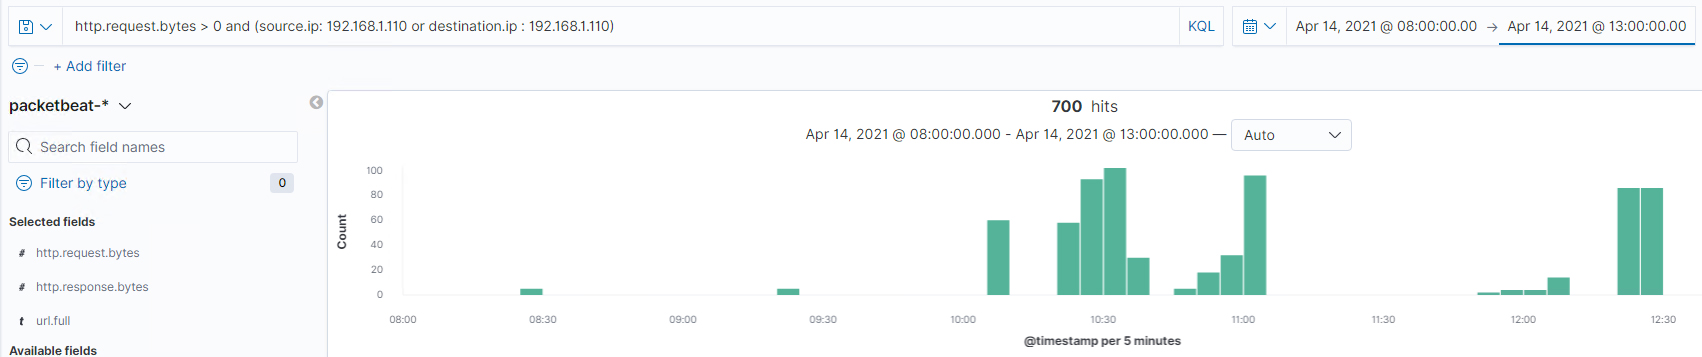 http.request.bytes > 0 and (source.ip: 192.168.1.110 or destination.ip : 192.168.1.110)
KQL
Apr 14, 2021 @ 08:00:00.00 → Apr 14, 2021 @ 13:00:00.00
+ Add filter
packetbeat-*
Search field names
Filter by type 0
Selected fields
# http.request.bytes
# http.response.bytes
t url.full
Available fields
700 hits
Apr 14, 2021 @ 08:00:00.000 - Apr 14, 2021 @ 13:00:00.000 — Auto
Count
100
80
60
40
20
0
08:00 08:30 09:00 09:30 10:00 10:30 11:00 11:30 12:00 12:30
@timestamp per 5 minutes